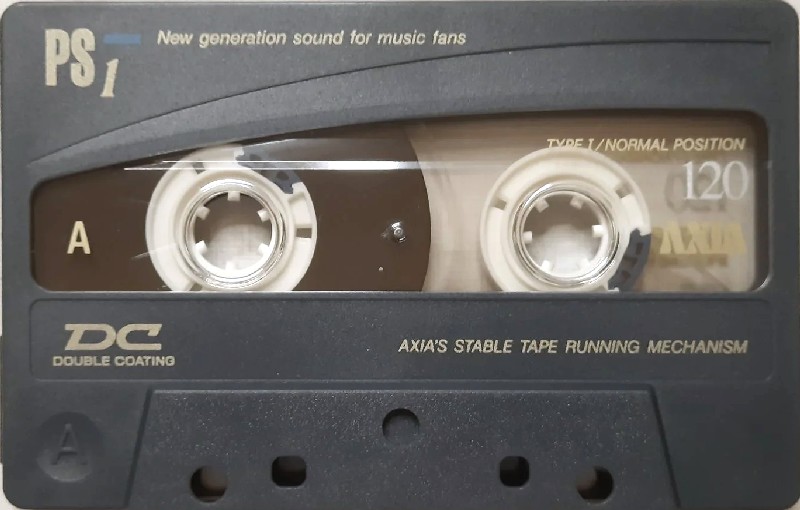 PS1 New generation sound for music fans
TYPE I/NORMAL POSITION
120
A
AXIA
DC
DOUBLE COATING
AXIA'S STABLE TAPE RUNNING MECHANISM
A